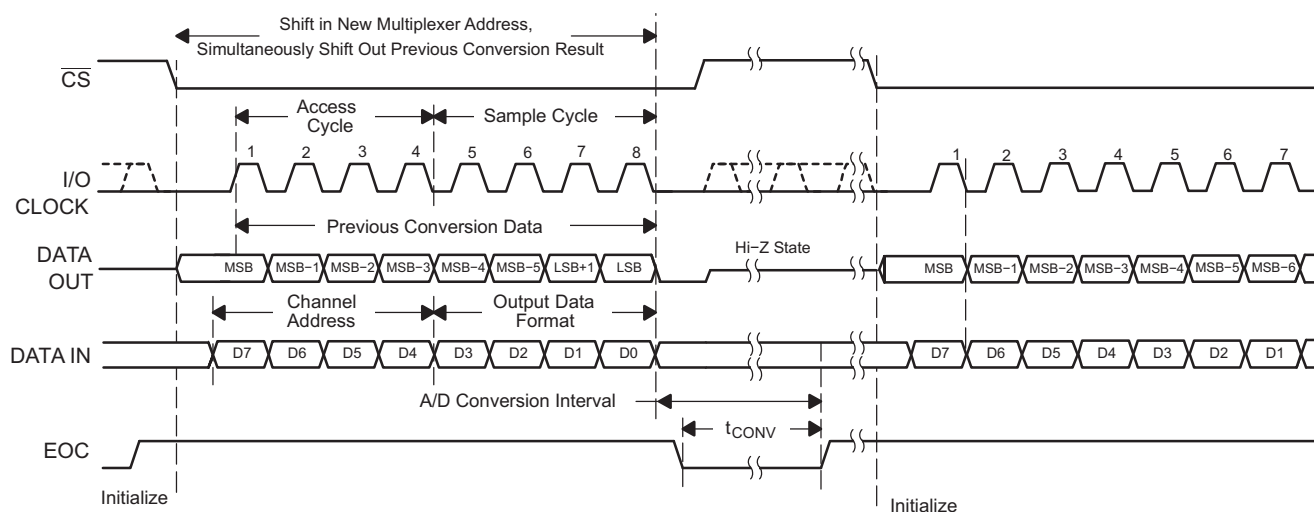 Shift in New Multiplexer Address,
Simultaneously Shift Out Previous Conversion Result
CS
Access
Cycle
Sample Cycle
I/O
CLOCK
1 2 3 4 5 6 7 8 1 2 3 4 5 6 7
Previous Conversion Data
DATA
OUT
MSB MSB−1 MSB−2 MSB−3 MSB−4 MSB−5 LSB+1 LSB
Hi−Z State
MSB MSB−1 MSB−2 MSB−3 MSB−4 MSB−5 MSB−6
Channel
Address
Output Data
Format
DATA IN
D7 D6 D5 D4 D3 D2 D1 D0 D7 D6 D5 D4 D3 D2 D1
A/D Conversion Interval
tCONV
EOC
Initialize
Initialize